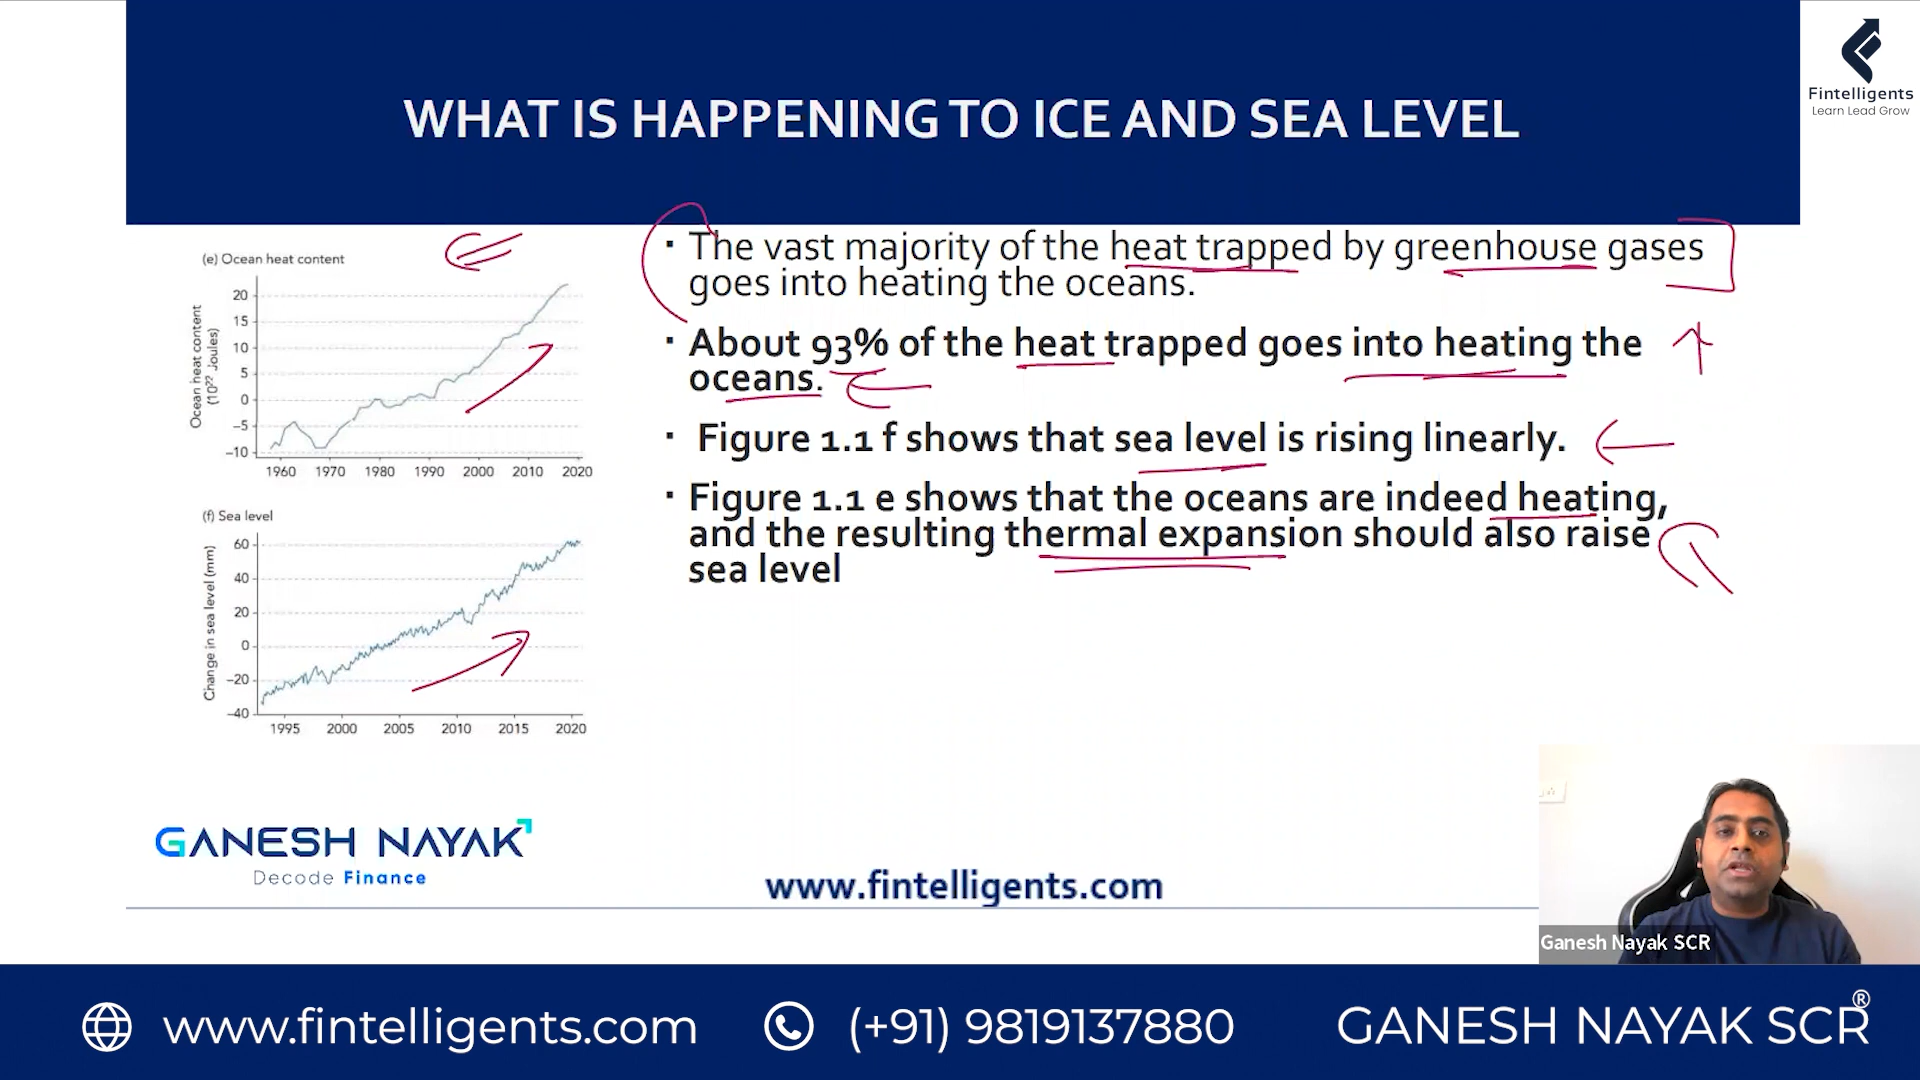 Fintelligents
Learn Lead Grow
WHAT IS HAPPENING TO ICE AND SEA LEVEL
(e) Ocean heat content
Ocean heat content
(10²² Joules)
20
15
10
5
0
−5
−10
1960 1970 1980 1990 2000 2010 2020
(f) Sea level
Change in sea level (mm)
60
40
20
0
−20
−40
1995 2000 2005 2010 2015 2020
▪ The vast majority of the heat trapped by greenhouse gases
goes into heating the oceans.
▪ About 93% of the heat trapped goes into heating the
oceans.
▪ Figure 1.1 f shows that sea level is rising linearly.
▪ Figure 1.1 e shows that the oceans are indeed heating,
and the resulting thermal expansion should also raise
sea level
GANESH NAYAK
Decode Finance
www.fintelligents.com
Ganesh Nayak SCR
www.fintelligents.com
(+91) 9819137880
GANESH NAYAK SCR®